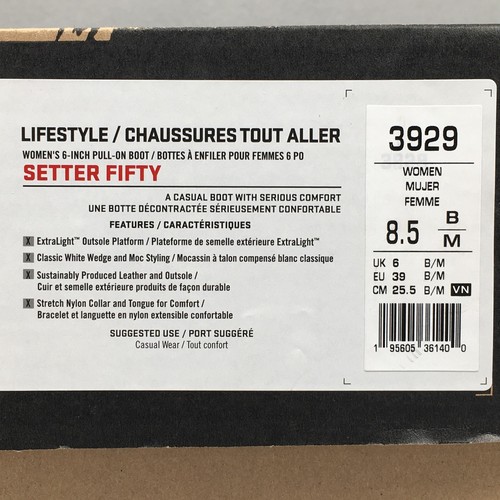 LIFESTYLE / CHAUSSURES TOUT ALLER
WOMEN'S 6-INCH PULL-ON BOOT / BOTTES À ENFILER POUR FEMMES 6 PO
SETTER FIFTY
A CASUAL BOOT WITH SERIOUS COMFORT
UNE BOTTE DÉCONTRACTÉE SÉRIEUSEMENT CONFORTABLE
FEATURES / CARACTÉRISTIQUES
X ExtraLight™ Outsole Platform / Plateforme de semelle extérieure ExtraLight™
X Classic White Wedge and Moc Styling / Mocassin à talon compensé blanc classique
X Sustainably Produced Leather and Outsole /
Cuir et semelle extérieure produits de façon durable
X Stretch Nylon Collar and Tongue for Comfort /
Bracelet et languette en nylon extensible confortable
SUGGESTED USE / PORT SUGGÉRÉ
Casual Wear / Tout confort
3929
WOMEN
MUJER
FEMME
8.5 B/M
UK 6 B/M
EU 39 B/M
CM 25.5 B/M VN
1 95605 36140 0